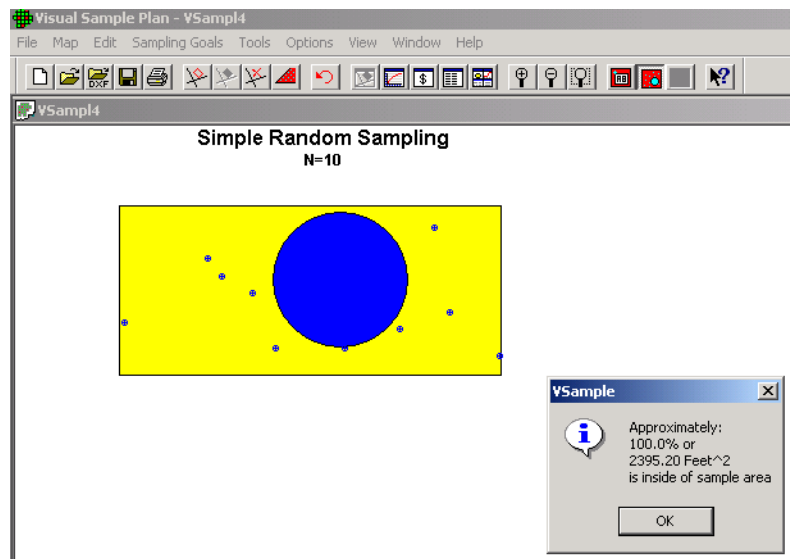 Visual Sample Plan - VSampl4
File Map Edit Sampling Goals Tools Options View Window Help
DXF
$
?
VSampl4
Simple Random Sampling
N=10
VSample
Approximately:
100.0% or
2395.20 Feet^2
is inside of sample area
OK